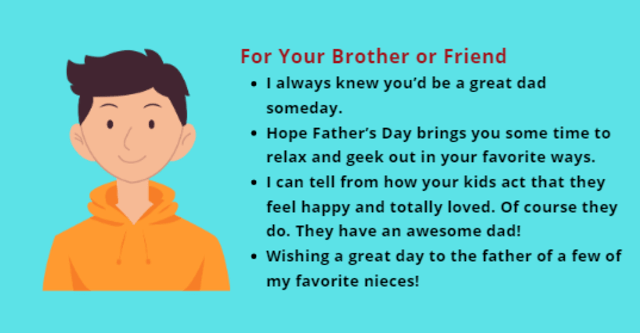 For Your Brother or Friend
• I always knew you’d be a great dad
someday.
• Hope Father’s Day brings you some time to
relax and geek out in your favorite ways.
• I can tell from how your kids act that they
feel happy and totally loved. Of course they
do. They have an awesome dad!
• Wishing a great day to the father of a few of
my favorite nieces!